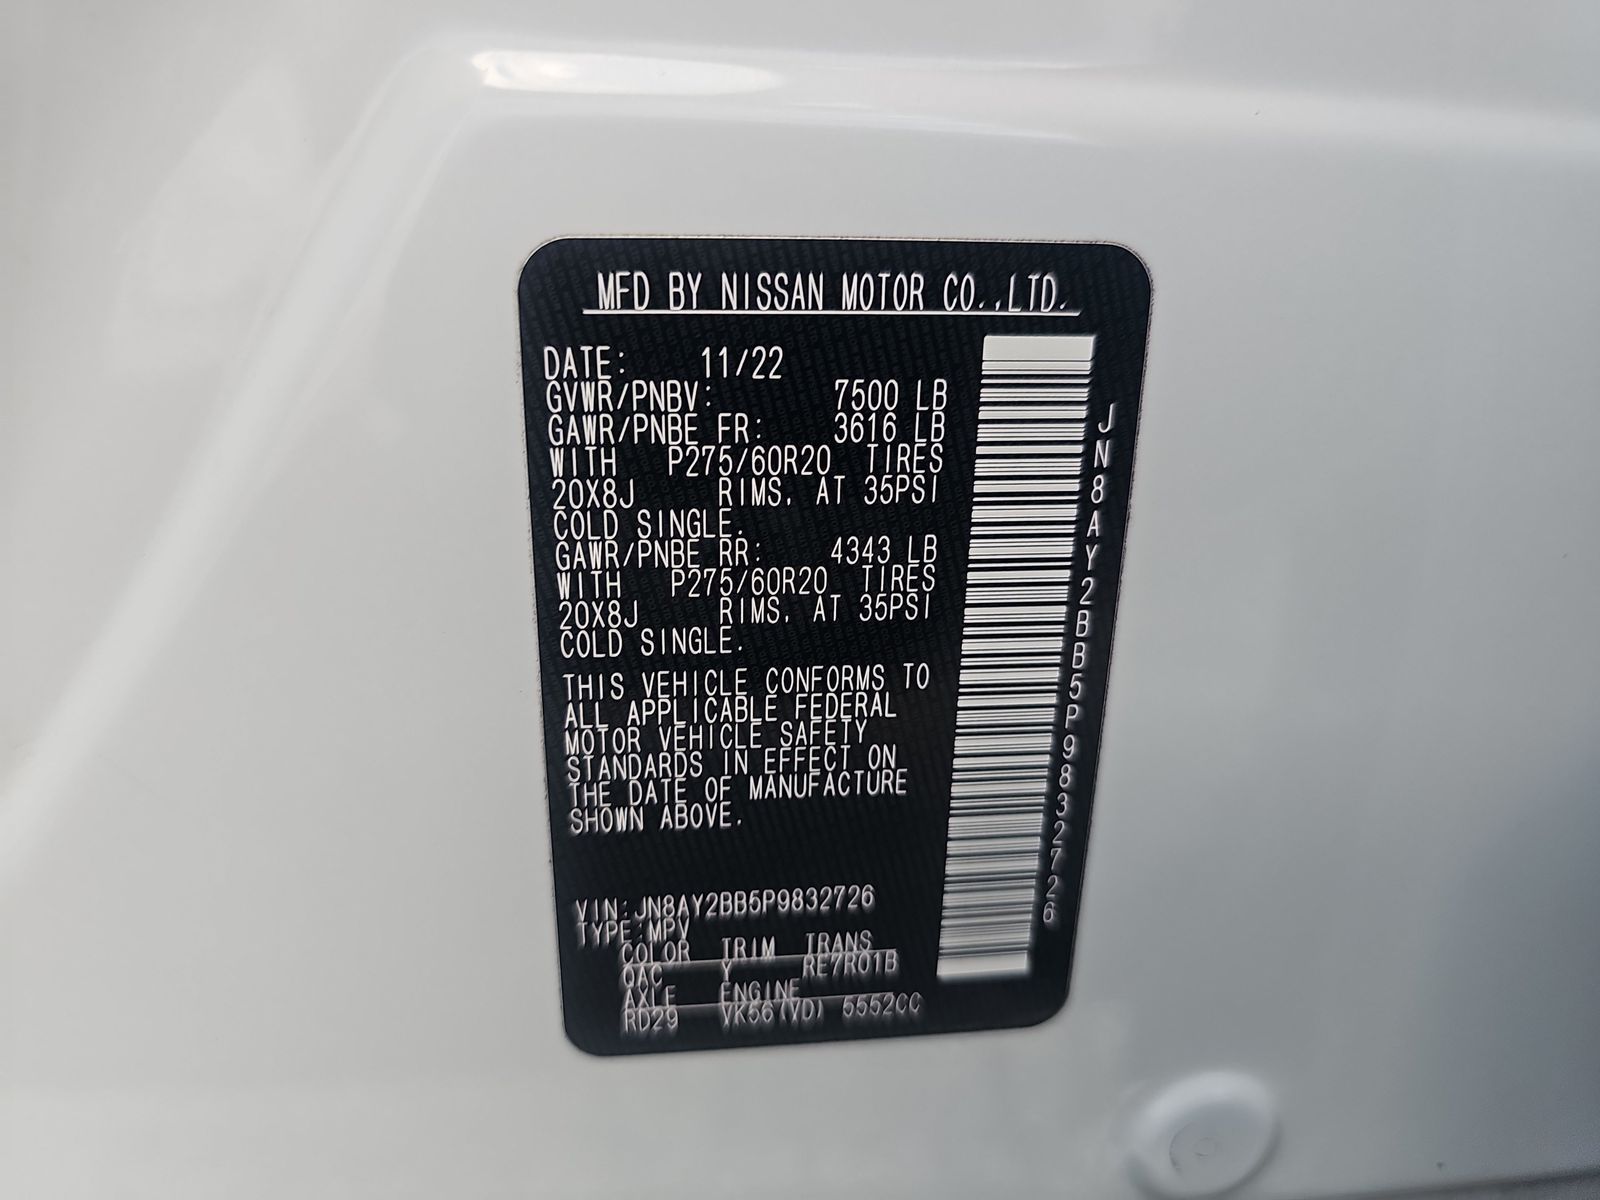 MFD BY NISSAN MOTOR CO.,LTD.
DATE: 11/22
GVWR/PNBV: 7500 LB
GAWR/PNBE FR: 3616 LB
WITH P275/60R20 TIRES
20X8J RIMS. AT 35PSI
COLD SINGLE.
GAWR/PNBE RR: 4343 LB
WITH P275/60R20 TIRES
20X8J RIMS. AT 35PSI
COLD SINGLE.
THIS VEHICLE CONFORMS TO
ALL APPLICABLE FEDERAL
MOTOR VEHICLE SAFETY
STANDARDS IN EFFECT ON
THE DATE OF MANUFACTURE
SHOWN ABOVE.
VIN:JN8AY2BB5P9832726
TYPE:MPV
COLOR TRIM TRANS
QAC Y RE7R01B
AXLE ENGINE
RD29 VK56(VD) 5552CC
JN8AY2BB5P9832726